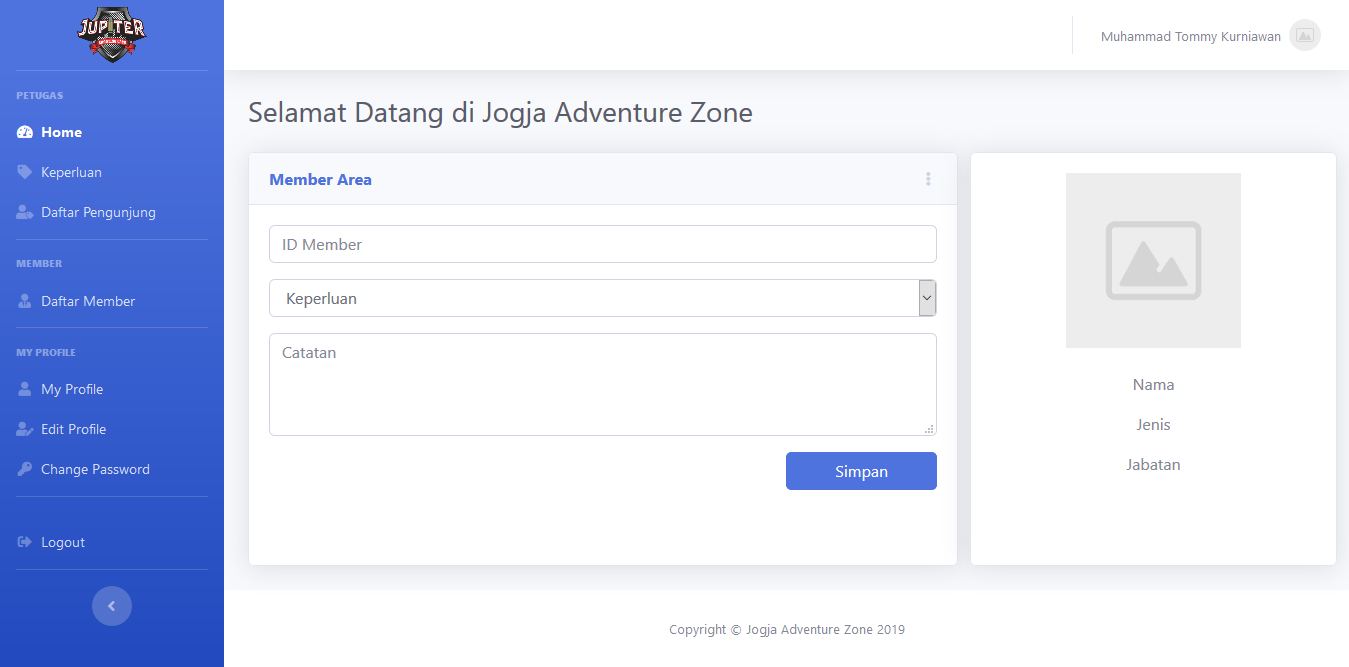 JUPITER
PETUGAS
Home
Keperluan
Daftar Pengunjung
MEMBER
Daftar Member
MY PROFILE
My Profile
Edit Profile
Change Password
Logout
Muhammad Tommy Kurniawan
Selamat Datang di Jogja Adventure Zone
Member Area
ID Member
Keperluan
Catatan
Simpan
Nama
Jenis
Jabatan
Copyright © Jogja Adventure Zone 2019